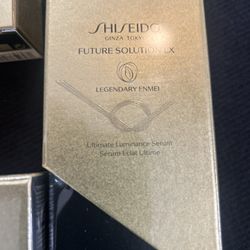 SHISEIDO
GINZA TOKYO
FUTURE SOLUTION LX
LEGENDARY ENMEI
Ultimate Luminance Serum
Sérum Éclat Ultime